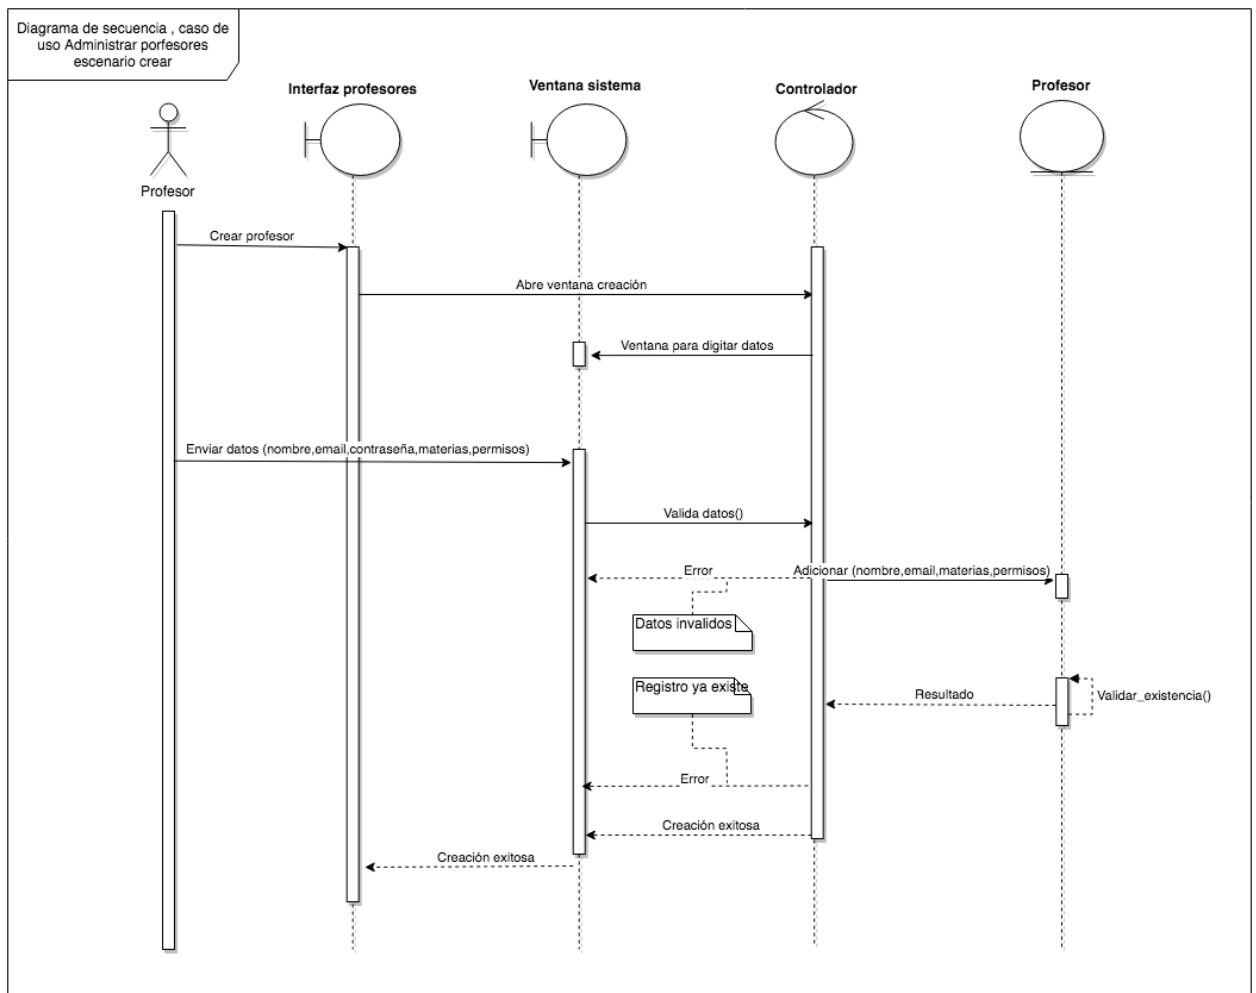 Diagrama de secuencia , caso de
uso Administrar porfesores
escenario crear
Interfaz profesores
Ventana sistema
Controlador
Profesor
Profesor
Crear profesor
Abre ventana creación
Ventana para digitar datos
Enviar datos (nombre,email,contraseña,materias,permisos)
Valida datos()
Error
Adicionar (nombre,email,materias,permisos)
Datos invalidos
Registro ya existe
Resultado
Validar_existencia()
Error
Creación exitosa
Creación exitosa